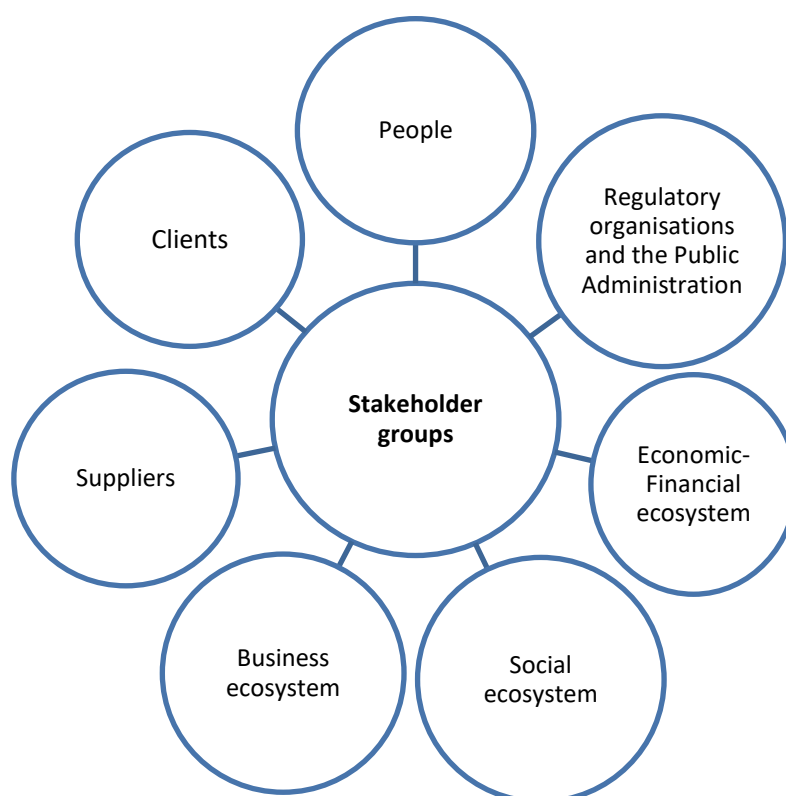 People
Regulatory
organisations
and the Public
Administration
Clients
Stakeholder
groups
Economic-
Financial
ecosystem
Suppliers
Business
ecosystem
Social
ecosystem